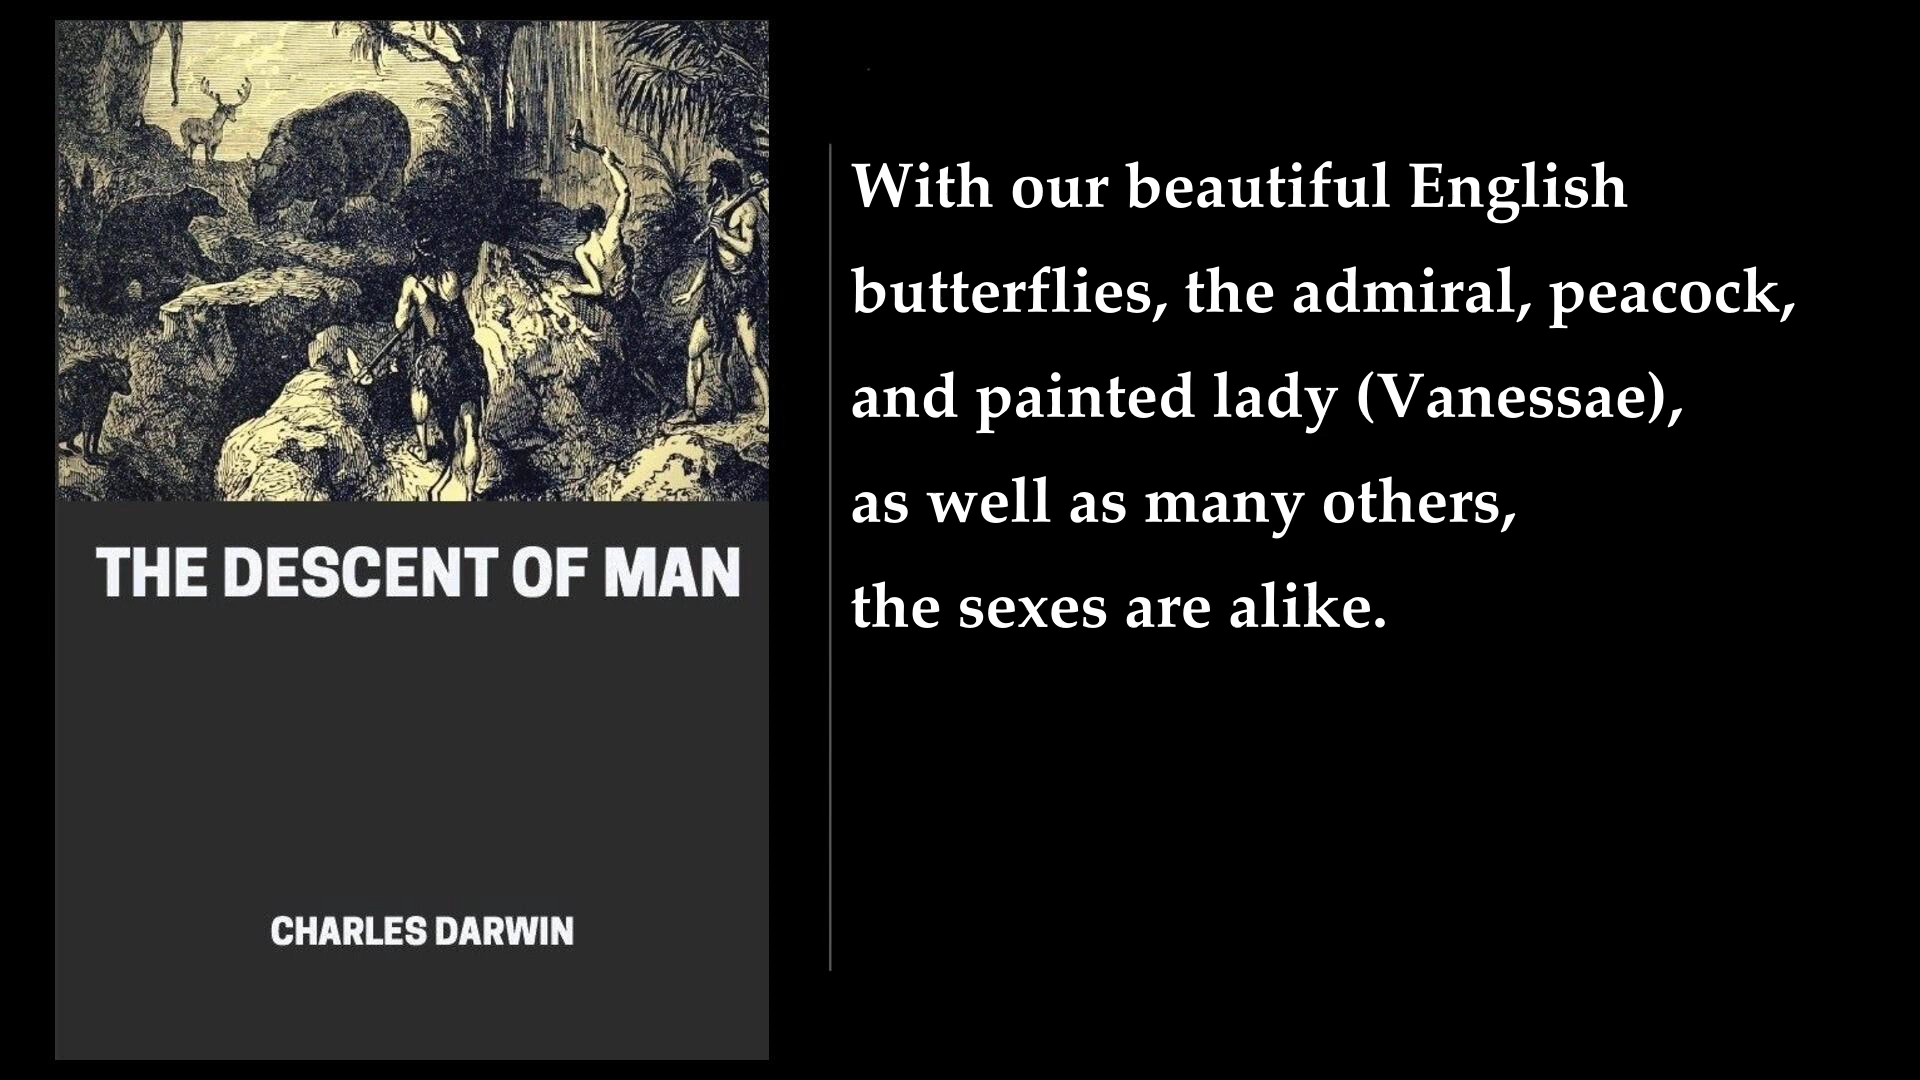 THE DESCENT OF MAN
CHARLES DARWIN
With our beautiful English
butterflies, the admiral, peacock,
and painted lady (Vanessae),
as well as many others,
the sexes are alike.